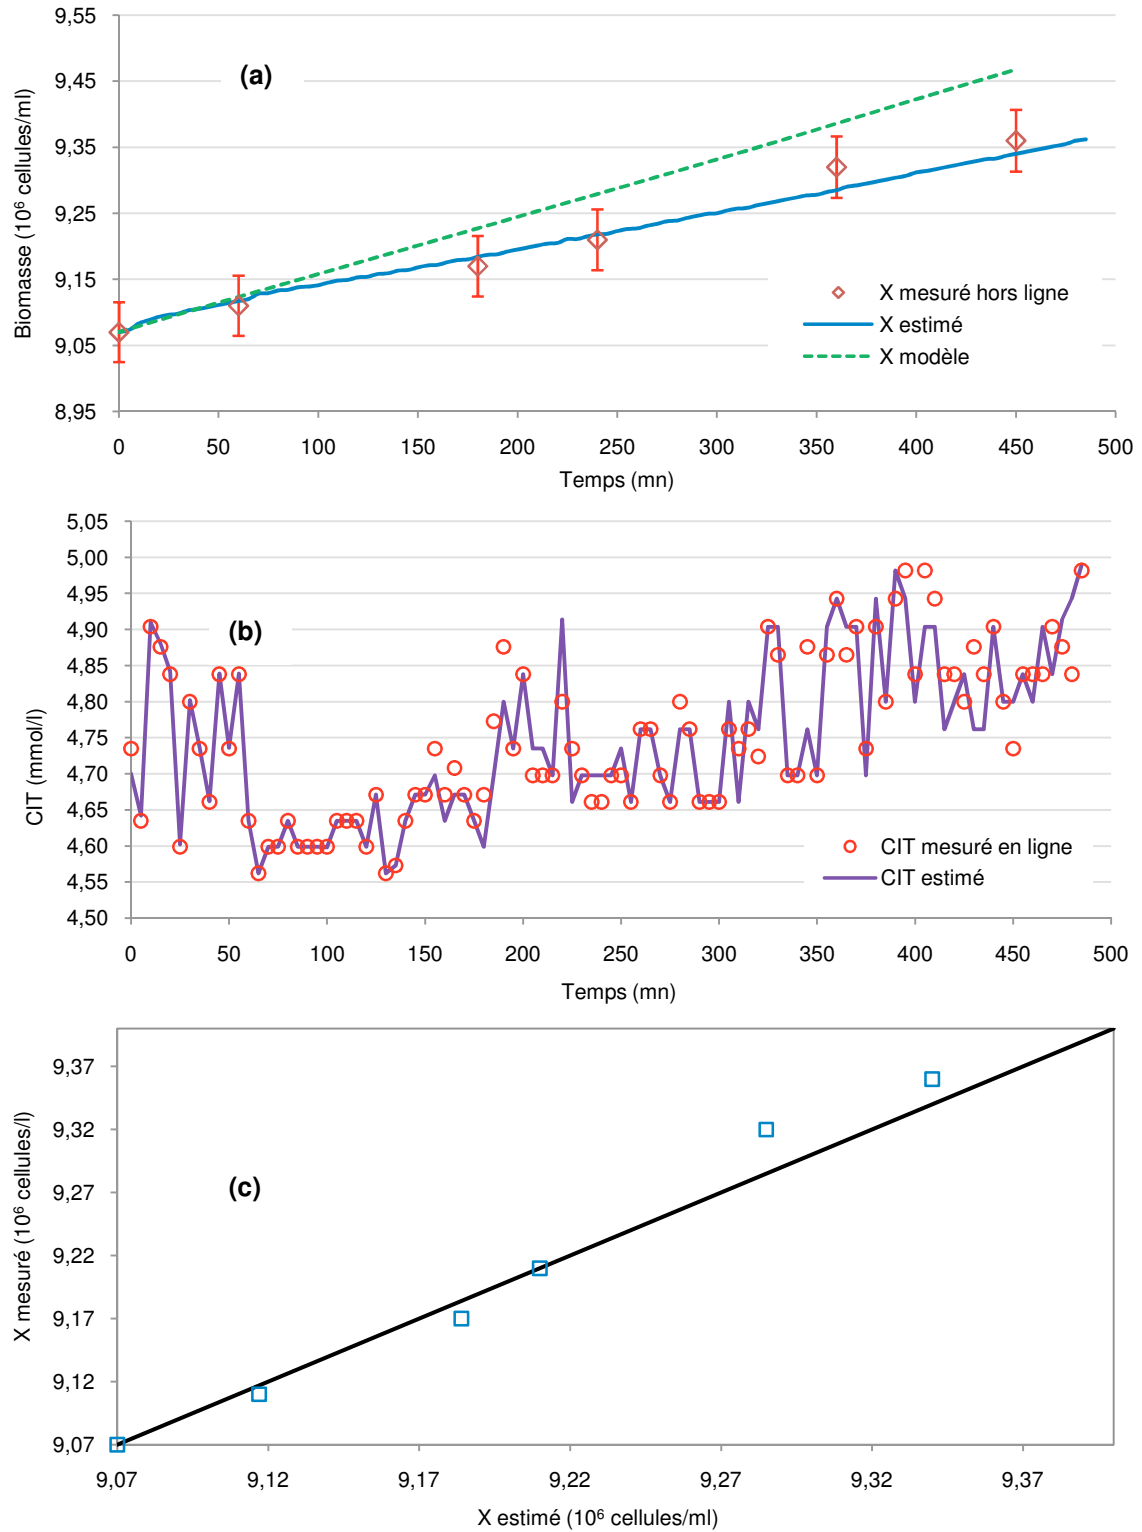 9,55
9,45
9,35
9,25
9,15
9,05
8,95
Biomasse (10⁶ cellules/ml)
(a)
X mesuré hors ligne
X estimé
X modèle
0 50 100 150 200 250 300 350 400 450 500
Temps (mn)
5,05
5,00
4,95
4,90
4,85
4,80
4,75
4,70
4,65
4,60
4,55
4,50
CIT (mmol/l)
(b)
CIT mesuré en ligne
CIT estimé
0 50 100 150 200 250 300 350 400 450 500
Temps (mn)
9,37
9,32
9,27
9,22
9,17
9,12
9,07
X mesuré (10⁶ cellules/l)
(c)
9,07 9,12 9,17 9,22 9,27 9,32 9,37
X estimé (10⁶ cellules/ml)